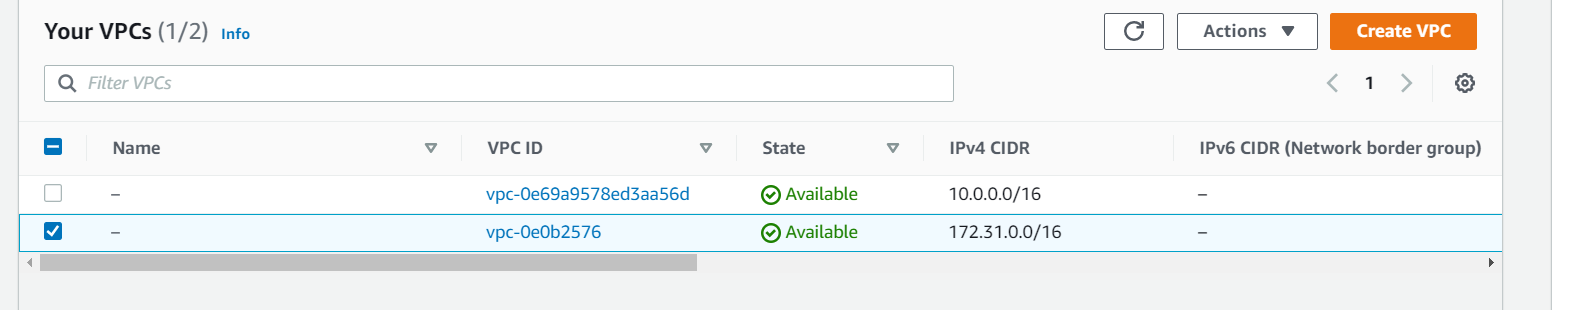 Your VPCs (1/2) Info Actions Create VPC
Filter VPCs 1
Name VPC ID State IPv4 CIDR IPv6 CIDR (Network border group)
– vpc-0e69a9578ed3aa56d Available 10.0.0.0/16 –
– vpc-0e0b2576 Available 172.31.0.0/16 –